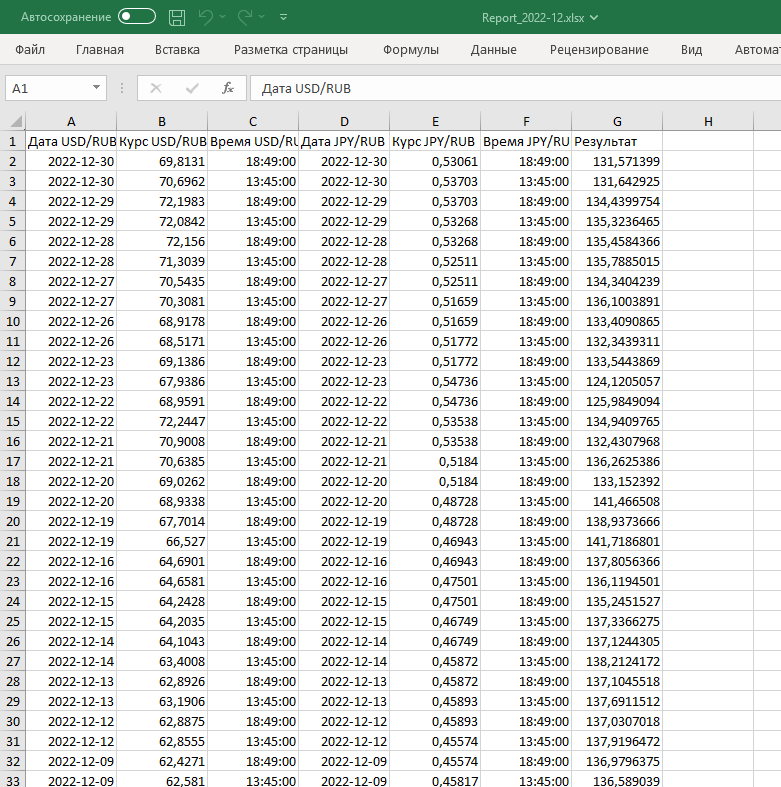 Автосохранение Report_2022-12.xlsx
Файл Главная Вставка Разметка страницы Формулы Данные Рецензирование Вид Автомат
A1 fx Дата USD/RUB
A B C D E F G H
1 Дата USD/RUB Курс USD/RUB Время USD/RU Дата JPY/RUB Курс JPY/RUB Время JPY/RU Результат
2 2022-12-30 69,8131 18:49:00 2022-12-30 0,53061 18:49:00 131,571399
3 2022-12-30 70,6962 13:45:00 2022-12-30 0,53703 13:45:00 131,642925
4 2022-12-29 72,1983 18:49:00 2022-12-29 0,53703 18:49:00 134,4399754
5 2022-12-29 72,0842 13:45:00 2022-12-29 0,53268 13:45:00 135,3236465
6 2022-12-28 72,156 18:49:00 2022-12-28 0,53268 18:49:00 135,4584366
7 2022-12-28 71,3039 13:45:00 2022-12-28 0,52511 13:45:00 135,7885015
8 2022-12-27 70,5435 18:49:00 2022-12-27 0,52511 18:49:00 134,3404239
9 2022-12-27 70,3081 13:45:00 2022-12-27 0,51659 13:45:00 136,1003891
10 2022-12-26 68,9178 18:49:00 2022-12-26 0,51659 18:49:00 133,4090865
11 2022-12-26 68,5171 13:45:00 2022-12-26 0,51772 13:45:00 132,3439311
12 2022-12-23 69,1386 18:49:00 2022-12-23 0,51772 18:49:00 133,5443869
13 2022-12-23 67,9386 13:45:00 2022-12-23 0,54736 13:45:00 124,1205057
14 2022-12-22 68,9591 18:49:00 2022-12-22 0,54736 18:49:00 125,9849094
15 2022-12-22 72,2447 13:45:00 2022-12-22 0,53538 13:45:00 134,9409765
16 2022-12-21 70,9008 18:49:00 2022-12-21 0,53538 18:49:00 132,4307968
17 2022-12-21 70,6385 13:45:00 2022-12-21 0,5184 13:45:00 136,2625386
18 2022-12-20 69,0262 18:49:00 2022-12-20 0,5184 18:49:00 133,152392
19 2022-12-20 68,9338 13:45:00 2022-12-20 0,48728 13:45:00 141,466508
20 2022-12-19 67,7014 18:49:00 2022-12-19 0,48728 18:49:00 138,9373666
21 2022-12-19 66,527 13:45:00 2022-12-19 0,46943 13:45:00 141,7186801
22 2022-12-16 64,6901 18:49:00 2022-12-16 0,46943 18:49:00 137,8056366
23 2022-12-16 64,6581 13:45:00 2022-12-16 0,47501 13:45:00 136,1194501
24 2022-12-15 64,2428 18:49:00 2022-12-15 0,47501 18:49:00 135,2451527
25 2022-12-15 64,2035 13:45:00 2022-12-15 0,46749 13:45:00 137,3366275
26 2022-12-14 64,1043 18:49:00 2022-12-14 0,46749 18:49:00 137,1244305
27 2022-12-14 63,4008 13:45:00 2022-12-14 0,45872 13:45:00 138,2124172
28 2022-12-13 62,8926 18:49:00 2022-12-13 0,45872 18:49:00 137,1045518
29 2022-12-13 63,1906 13:45:00 2022-12-13 0,45893 13:45:00 137,6911512
30 2022-12-12 62,8875 18:49:00 2022-12-12 0,45893 18:49:00 137,0307018
31 2022-12-12 62,8555 13:45:00 2022-12-12 0,45574 13:45:00 137,9196472
32 2022-12-09 62,4271 18:49:00 2022-12-09 0,45574 18:49:00 136,9796375
33 2022-12-09 62,581 13:45:00 2022-12-09 0,45817 13:45:00 136,589039